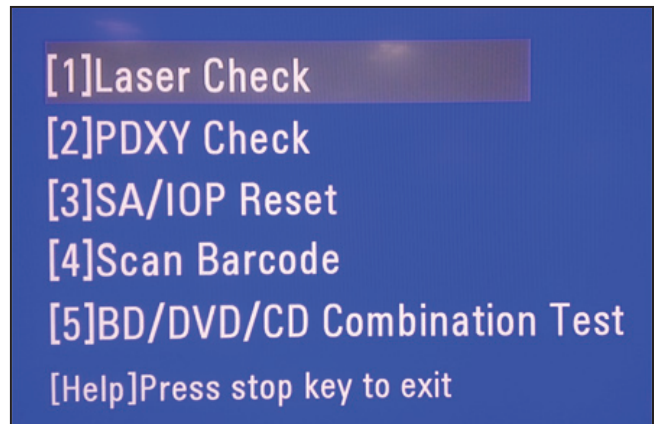 [1]Laser Check
[2]PDXY Check
[3]SA/IOP Reset
[4]Scan Barcode
[5]BD/DVD/CD Combination Test
[Help]Press stop key to exit